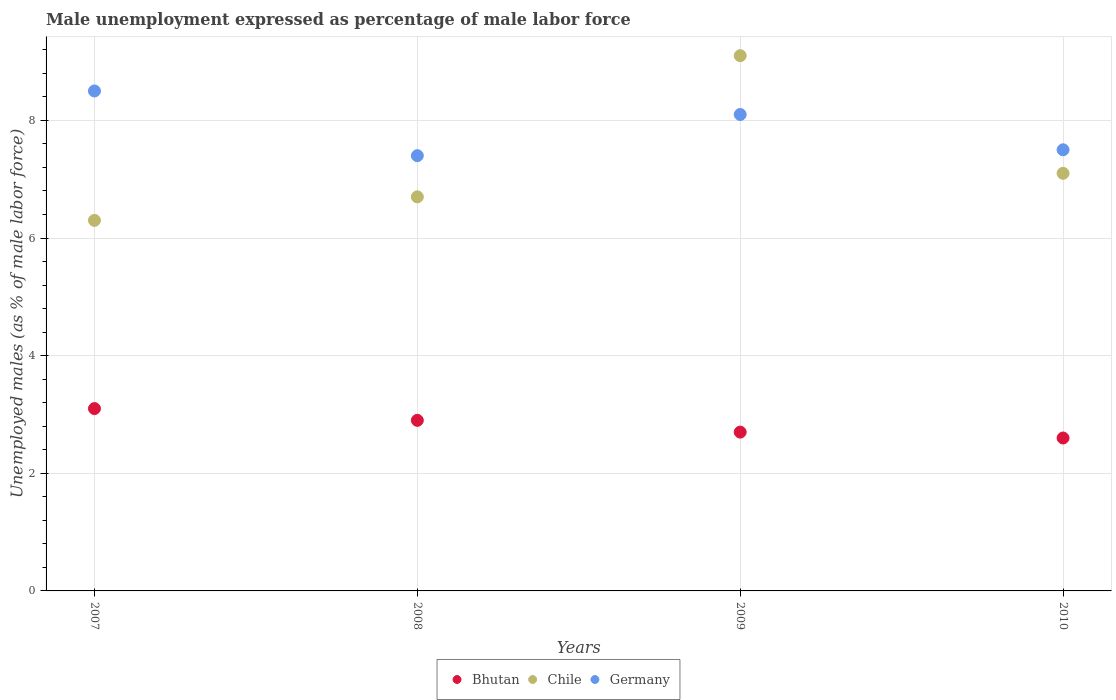 Male unemployment expressed as percentage of male labor force
Unemployed males (as % of male labor force)
8
6
4
2
0
2007
2008
2009
2010
Years
Bhutan
Chile
Germany